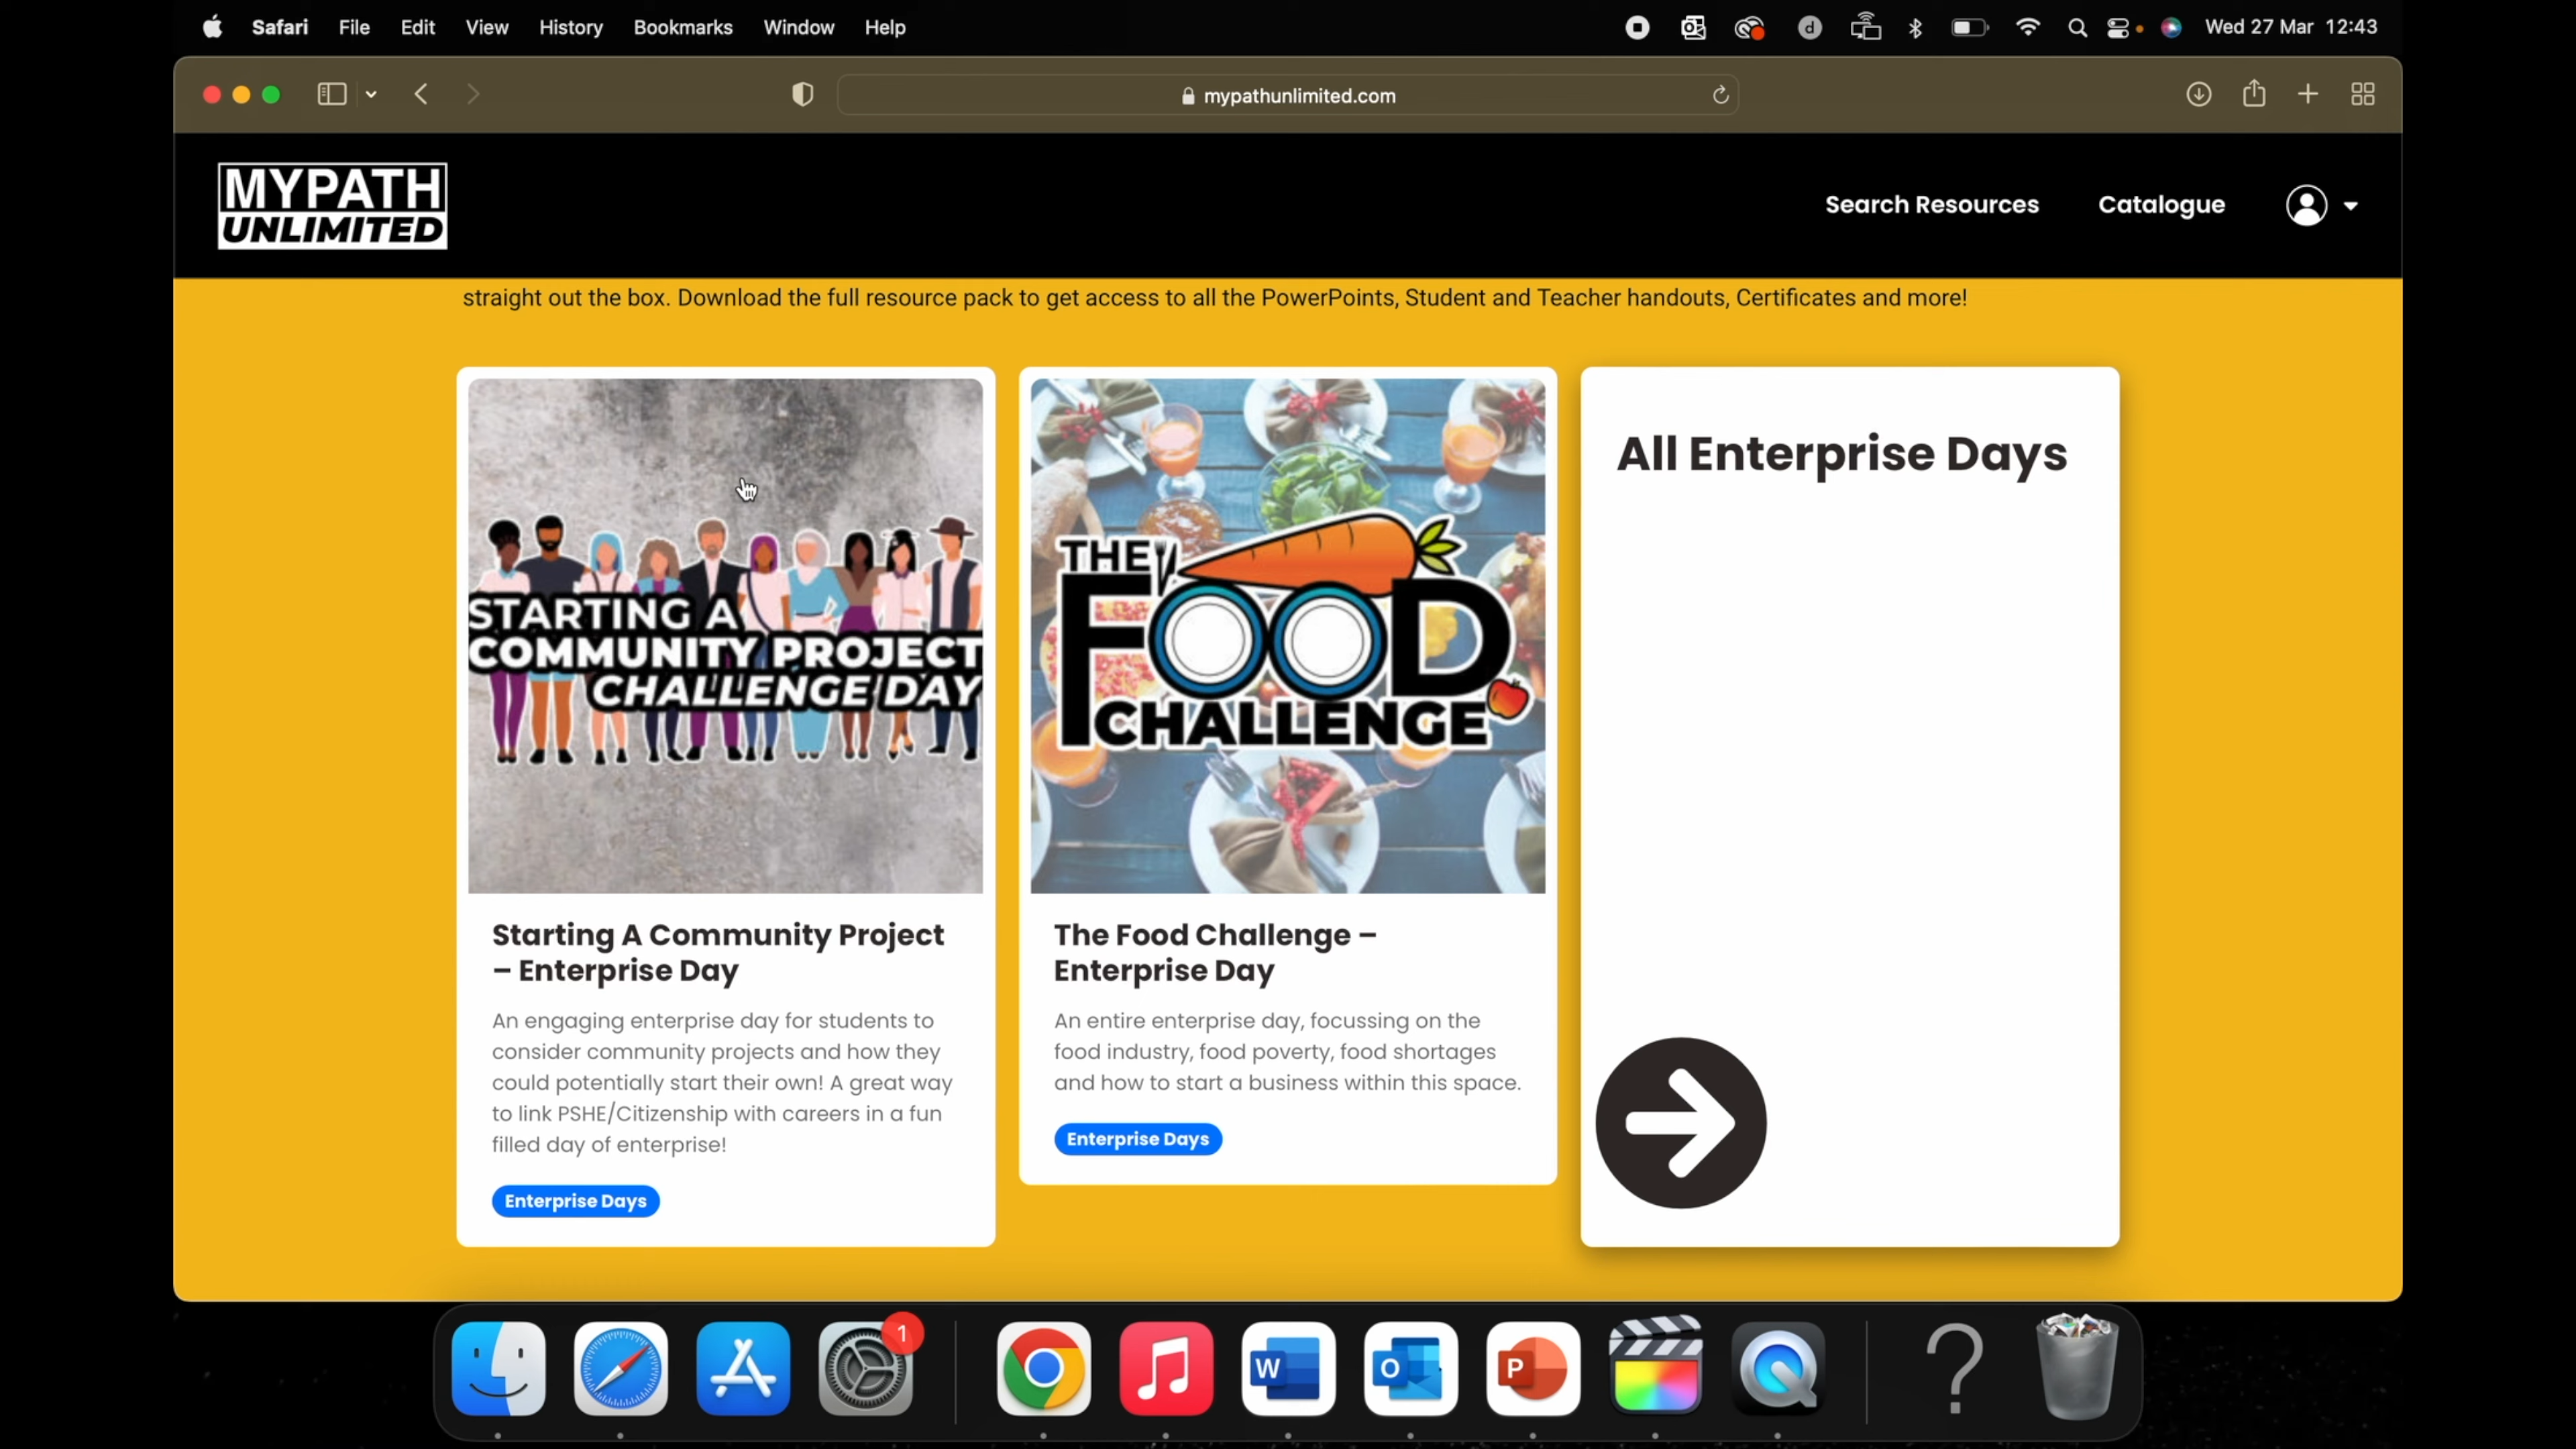 Safari File Edit View History Bookmarks Window Help
d
Wed 27 Mar 12:43
mypathunlimited.com
MYPATH
UNLIMITED
Search Resources
Catalogue
straight out the box. Download the full resource pack to get access to all the PowerPoints, Student and Teacher handouts, Certificates and more!
STARTING A
COMMUNITY PROJECT
CHALLENGE DAY
Starting A Community Project
– Enterprise Day
An engaging enterprise day for students to
consider community projects and how they
could potentially start their own! A great way
to link PSHE/Citizenship with careers in a fun
filled day of enterprise!
Enterprise Days
THE
FOOD
CHALLENGE
The Food Challenge –
Enterprise Day
An entire enterprise day, focussing on the
food industry, food poverty, food shortages
and how to start a business within this space.
Enterprise Days
All Enterprise Days
1
W
O
P
?